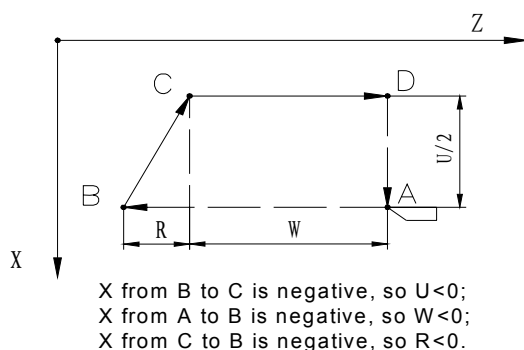 Z
C
D
U/2
B
A
R
W
X
X from B to C is negative, so U<0;
X from A to B is negative, so W<0;
X from C to B is negative, so R<0.